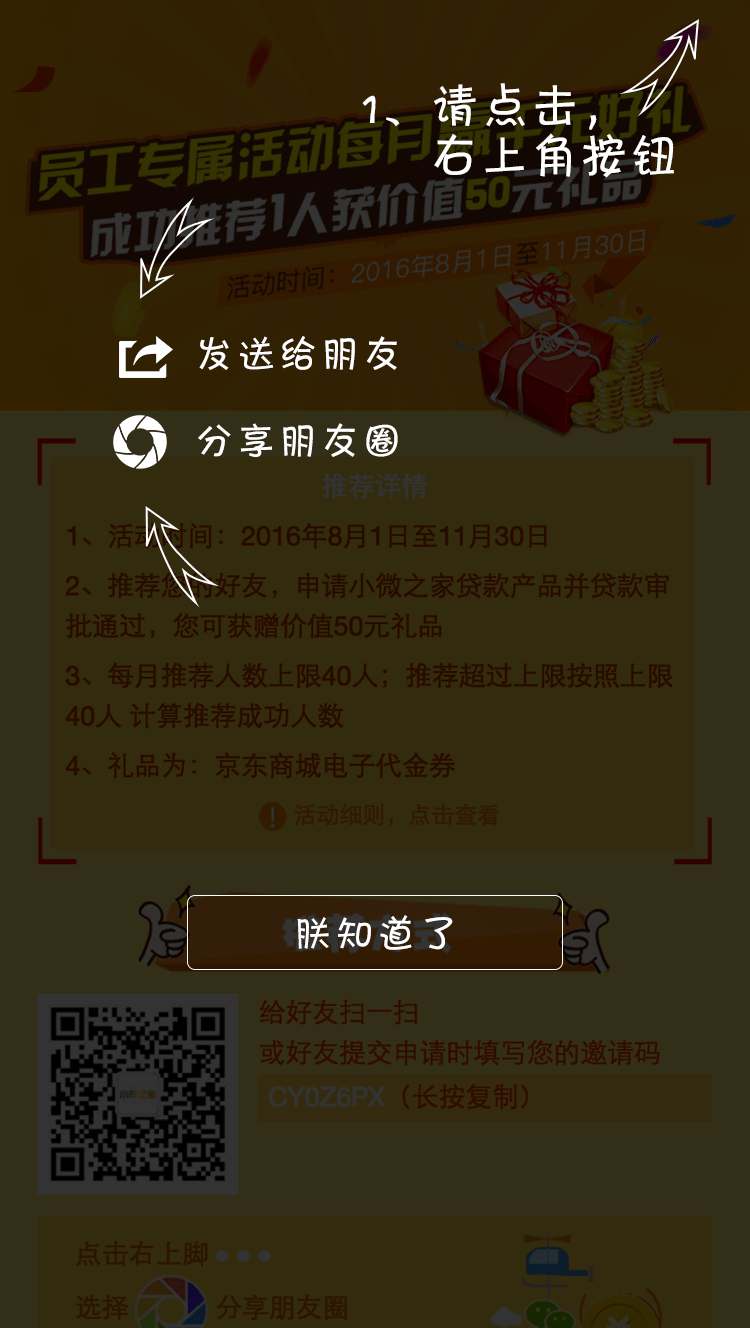 1、请点击，
右上角按钮
员工专属活动每月赢千元好礼
成功推荐1人获价值50元礼品
活动时间：2016年8月1日至11月30日
发送给朋友
分享朋友圈
推荐详情
1、活动时间：2016年8月1日至11月30日
2、推荐您的好友，申请小微之家贷款产品并贷款审
批通过，您可获赠价值50元礼品
3、每月推荐人数上限40人；推荐超过上限按照上限
40人 计算推荐成功人数
4、礼品为：京东商城电子代金券
活动细则，点击查看
朕知道了
给好友扫一扫
或好友提交申请时填写您的邀请码
CY0Z6PX（长按复制）
点击右上脚
选择 分享朋友圈